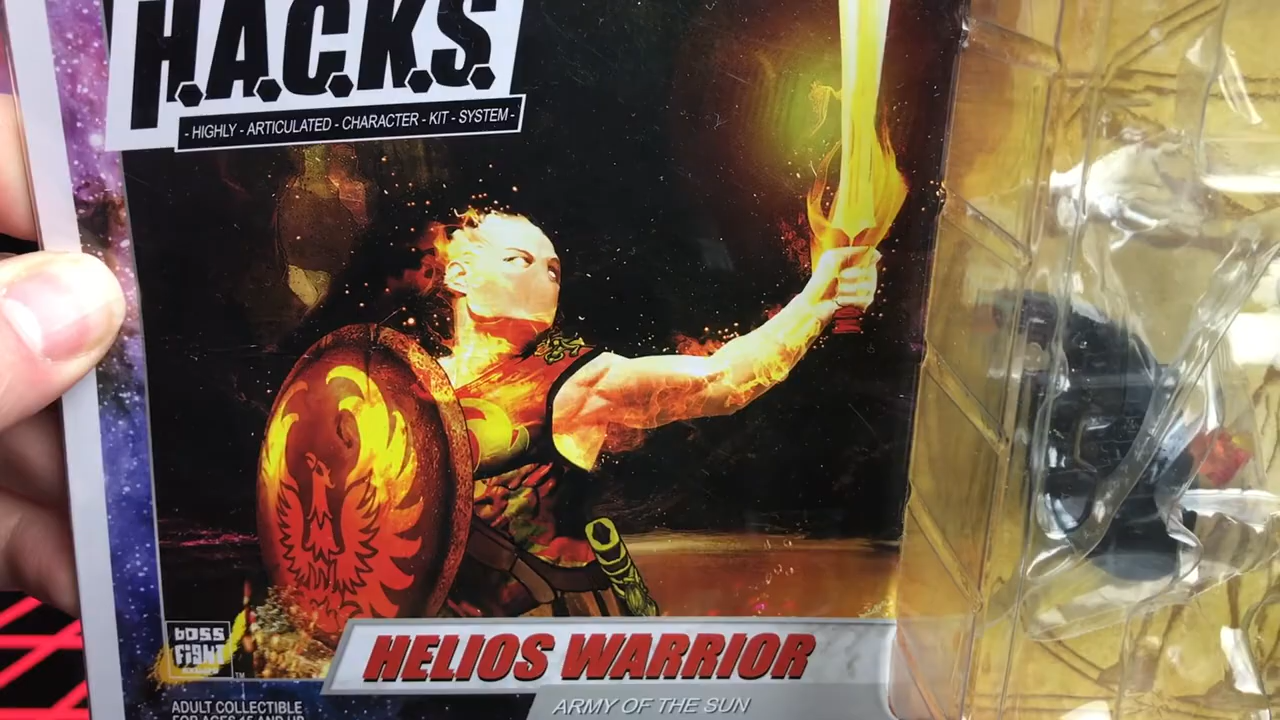 H.A.C.K.S.
- HIGHLY - ARTICULATED - CHARACTER - KIT - SYSTEM -
BOSS
FIGHT
TM
HELIOS WARRIOR
ADULT COLLECTIBLE
ARMY OF THE SUN
FOR AGES 15 AND UP